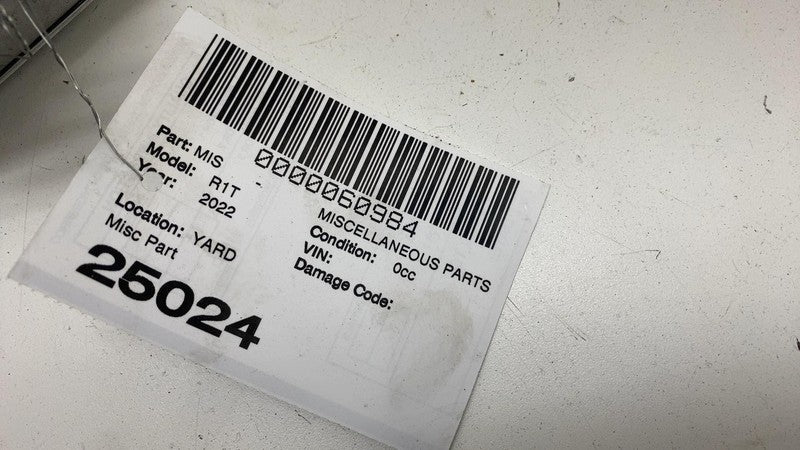 0000060984
Part: MIS
MISCELLANEOUS PARTS
Model: R1T
Condition: 0cc
Year: 2022
VIN:
Damage Code:
Location: YARD
Misc Part
25024